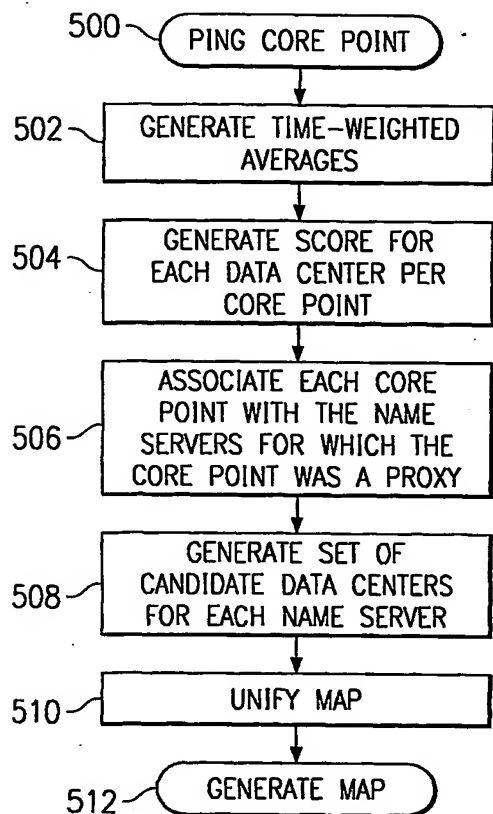 500 PING CORE POINT
502 GENERATE TIME-WEIGHTED
AVERAGES
504 GENERATE SCORE FOR
EACH DATA CENTER PER
CORE POINT
ASSOCIATE EACH CORE
POINT WITH THE NAME
506 SERVERS FOR WHICH THE
CORE POINT WAS A PROXY
GENERATE SET OF
508 CANDIDATE DATA CENTERS
FOR EACH NAME SERVER
510 UNIFY MAP
512 GENERATE MAP